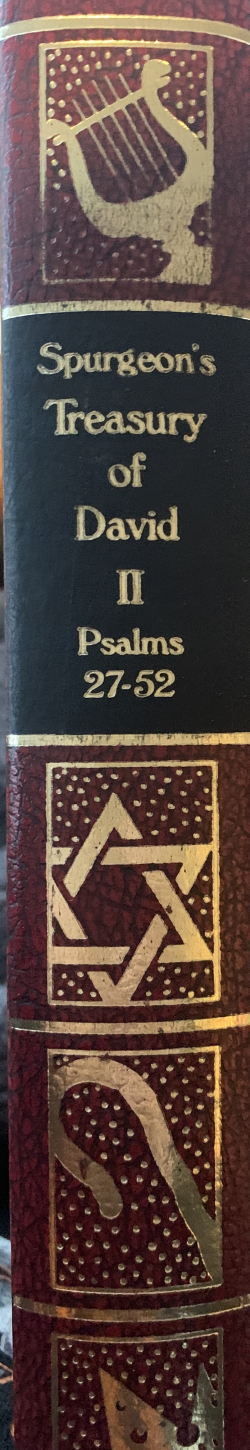 Spurgeon's
Treasury
of
David
II
Psalms
27-52